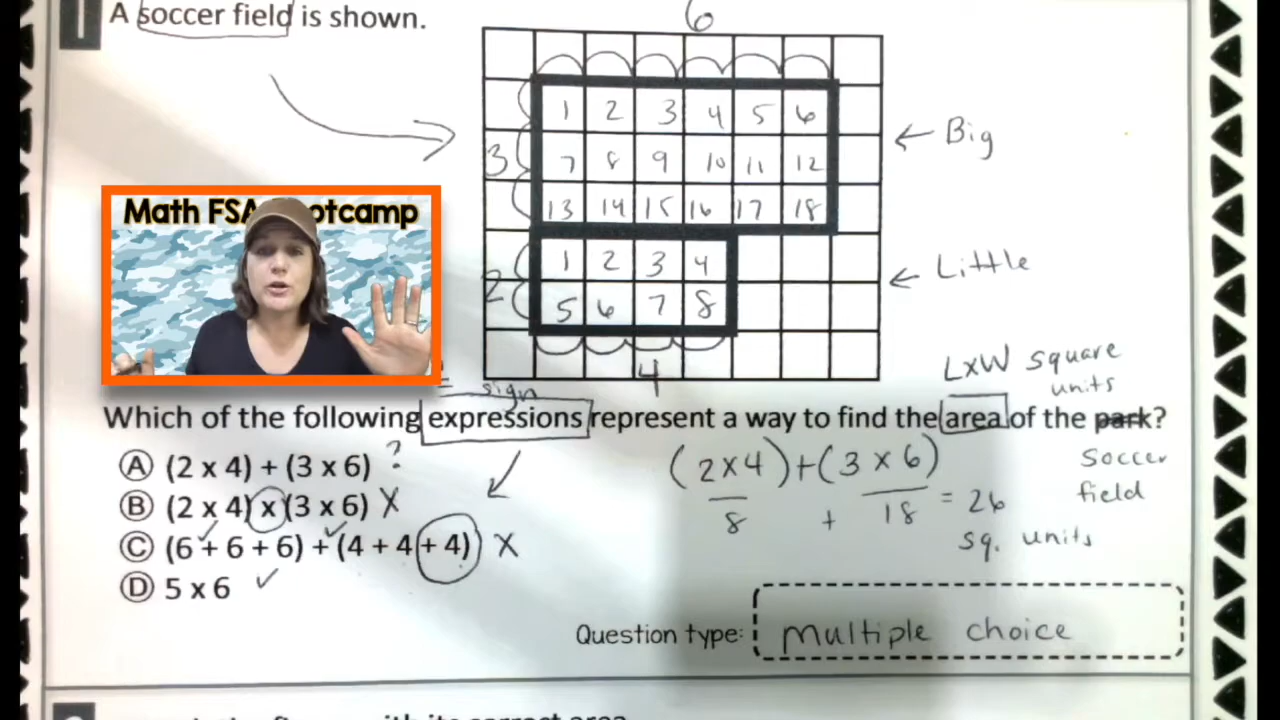 1 A soccer field is shown.
6
1 2 3 4 5 6
Big
3 7 8 9 10 11 12
13 14 15 16 17 18
Math FSA Bootcamp
1 2 3 4
Little
2 5 6 7 8
4
LxW square units
= sign
Which of the following expressions represent a way to find the area of the park?
soccer field
A (2 x 4) + (3 x 6) ?
B (2 x 4) x (3 x 6) X
C (6 + 6 + 6) + (4 + 4 + 4) X
D 5 x 6 ✓
(2 x 4) + (3 x 6)
8 + 18 = 26
sq. units
Question type: multiple choice